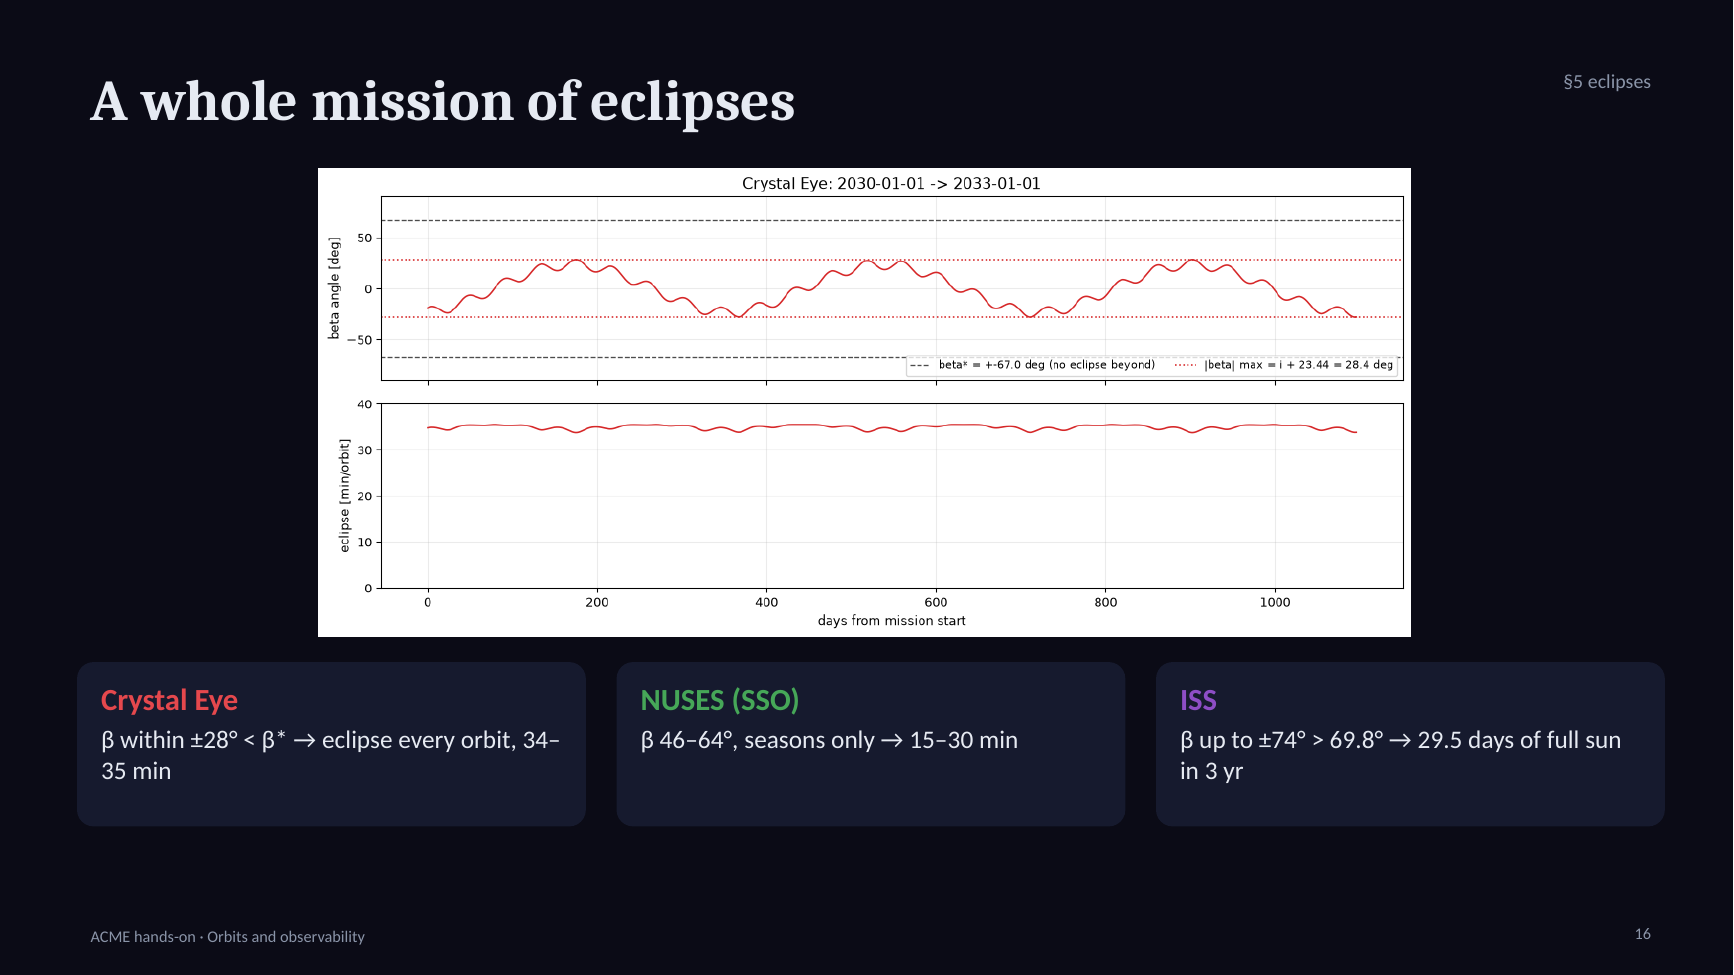 A whole mission of eclipses
§5 eclipses
Crystal Eye: 2030-01-01 -> 2033-01-01
beta angle [deg]
50
0
−50
beta* = +-67.0 deg (no eclipse beyond)
|beta| max = i + 23.44 = 28.4 deg
eclipse [min/orbit]
40
30
20
10
0
0 200 400 600 800 1000
days from mission start
Crystal Eye
β within ±28° < β* → eclipse every orbit, 34–
35 min
NUSES (SSO)
β 46–64°, seasons only → 15–30 min
ISS
β up to ±74° > 69.8° → 29.5 days of full sun
in 3 yr
ACME hands-on · Orbits and observability
16